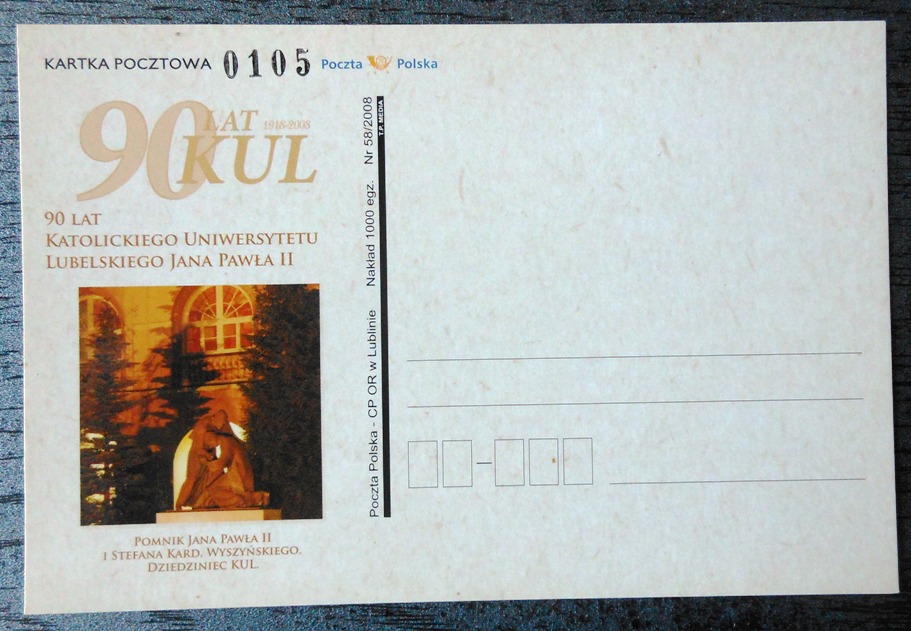 KARTKA POCZTOWA 0105 Poczta Polska
90 LAT 1918-2008
KUL
90 LAT
KATOLICKIEGO UNIWERSYTETU
LUBELSKIEGO JANA PAWŁA II
POMNIK JANA PAWŁA II
I STEFANA KARD. WYSZYŃSKIEGO.
DZIEDZINIEC KUL.
Poczta Polska - CP OR w Lublinie Nakład 1000 egz. Nr 58/2008
T.P. MEDIA